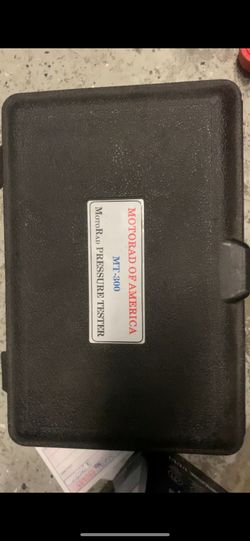 MOTORAD OF AMERICA
MT-300
MOTORAD PRESSURE TESTER